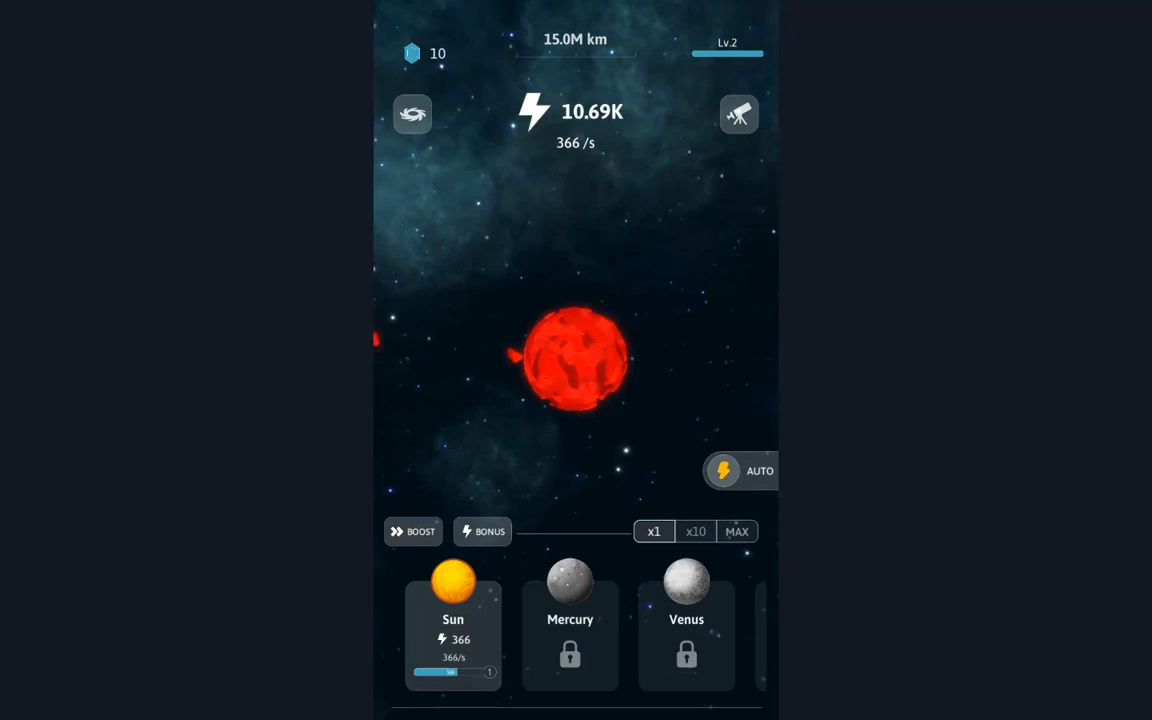 10
15.0M km
Lv.2
10.69K
366 /s
AUTO
BOOST
BONUS
x1
x10
MAX
Sun
366
366/s
1
Mercury
Venus